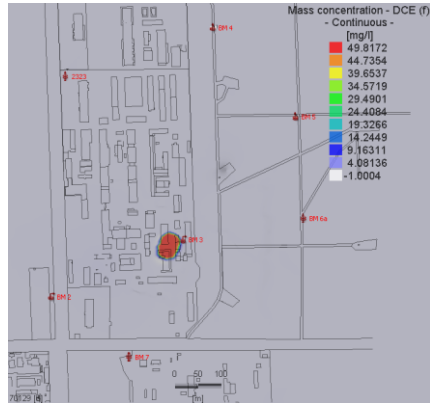 Mass concentration - DCE (f)
- Continuous -
[mg/l]
49.8172
44.7354
39.6537
34.5719
29.4901
24.4084
19.3266
14.2449
9.16311
4.08136
-1.0004
BM 4
2323
BM 5
BM 6a
BM 3
BM 2
BM 7
0 50 100
[m]
70129 [d]